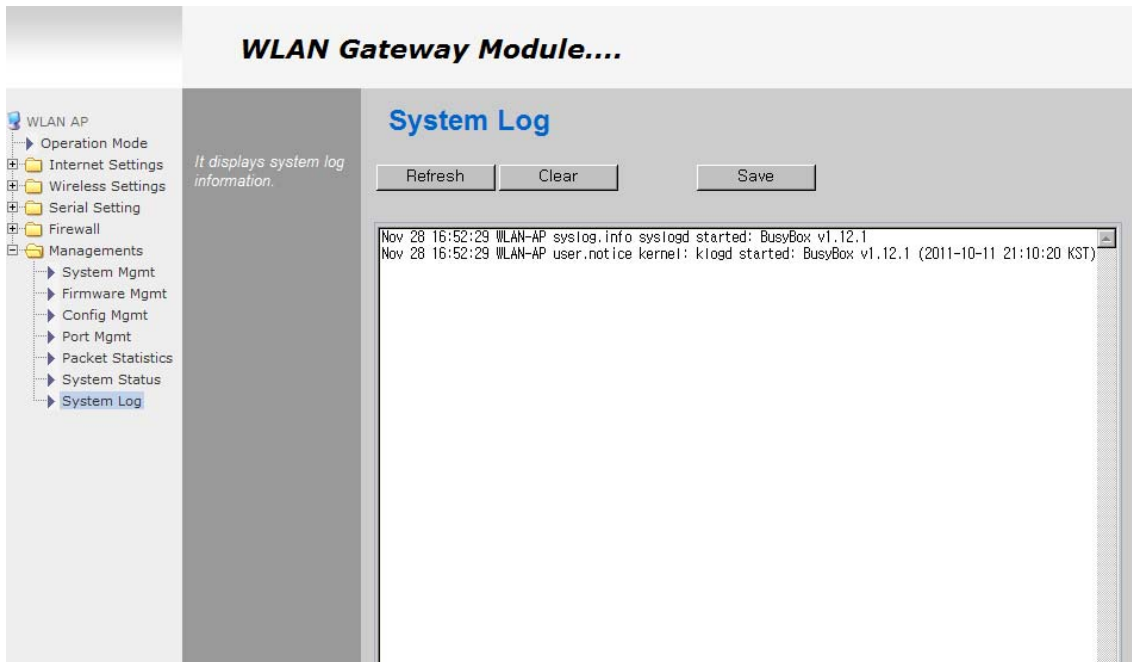 WLAN Gateway Module....
WLAN AP
Operation Mode
Internet Settings
Wireless Settings
Serial Setting
Firewall
Managements
System Mgmt
Firmware Mgmt
Config Mgmt
Port Mgmt
Packet Statistics
System Status
System Log
It displays system log
information.
System Log
Refresh
Clear
Save
Nov 28 16:52:29 WLAN-AP syslog.info syslogd started: BusyBox v1.12.1
Nov 28 16:52:29 WLAN-AP user.notice kernel: klogd started: BusyBox v1.12.1 (2011-10-11 21:10:20 KST)